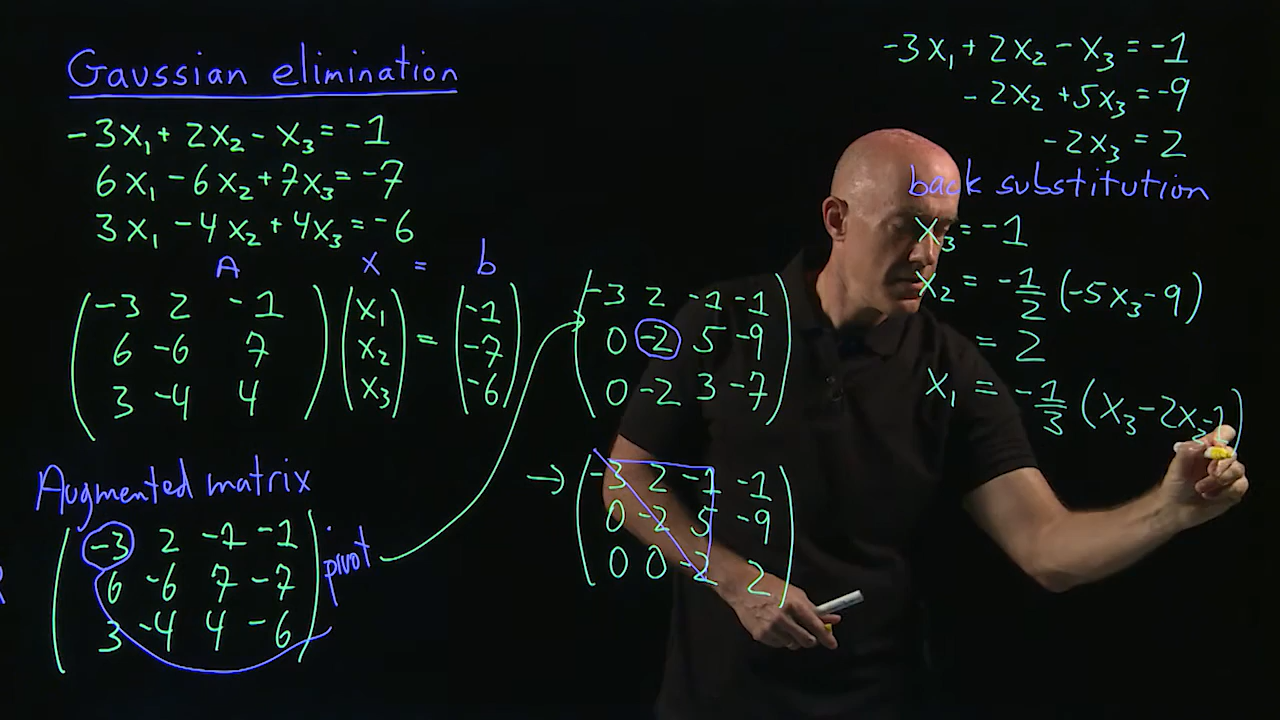 Gaussian elimination
-3x₁ + 2x₂ - x₃ = -1
6x₁ - 6x₂ + 7x₃ = -7
3x₁ - 4x₂ + 4x₃ = -6
A x = b
(-3 2 -1) (x₁) (-1)
(6 -6 7) (x₂) = (-7)
(3 -4 4) (x₃) (-6)
Augmented matrix
(-3 2 -1 -1)
(6 -6 7 -7) pivot
(3 -4 4 -6)
(-3 2 -1 -1)
(0 -2 5 -9)
(0 -2 3 -7)
→ (-3 2 -1 -1)
(0 -2 5 -9)
(0 0 -2 2)
-3x₁ + 2x₂ - x₃ = -1
-2x₂ + 5x₃ = -9
-2x₃ = 2
back substitution
x₃ = -1
x₂ = -1/2 (-5x₃ - 9)
= 2
x₁ = -1/3 (x₃ - 2x₂ - 1)